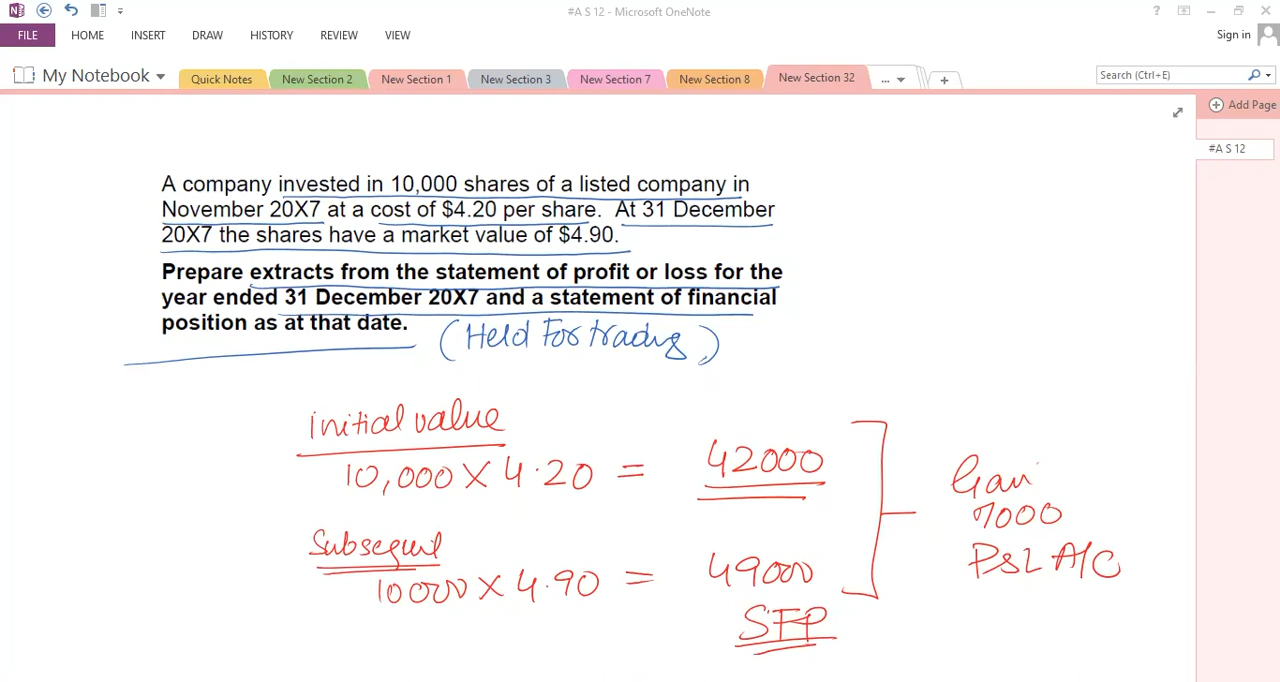 #A S 12 - Microsoft OneNote
?
Sign in
FILE HOME INSERT DRAW HISTORY REVIEW VIEW
My Notebook Quick Notes New Section 2 New Section 1 New Section 3 New Section 7 New Section 8 New Section 32 ... + Search (Ctrl+E)
Add Page
#A S 12
A company invested in 10,000 shares of a listed company in
November 20X7 at a cost of $4.20 per share. At 31 December
20X7 the shares have a market value of $4.90.
Prepare extracts from the statement of profit or loss for the
year ended 31 December 20X7 and a statement of financial
position as at that date.
(Held For trading)
initial value
10,000 X 4.20 = 42000
Gain
7000
P&L A/C
Subsequent
10000 X 4.90 = 49000
SFP